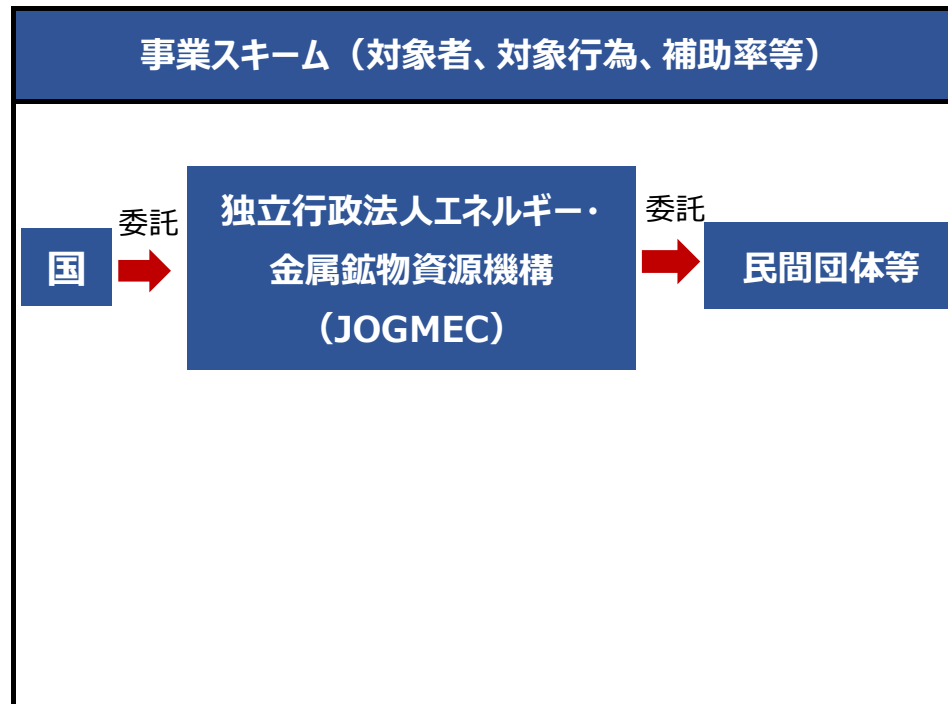 事業スキーム（対象者、対象行為、補助率等）
委託
独立行政法人エネルギー・
金属鉱物資源機構
（JOGMEC）
委託
国
民間団体等